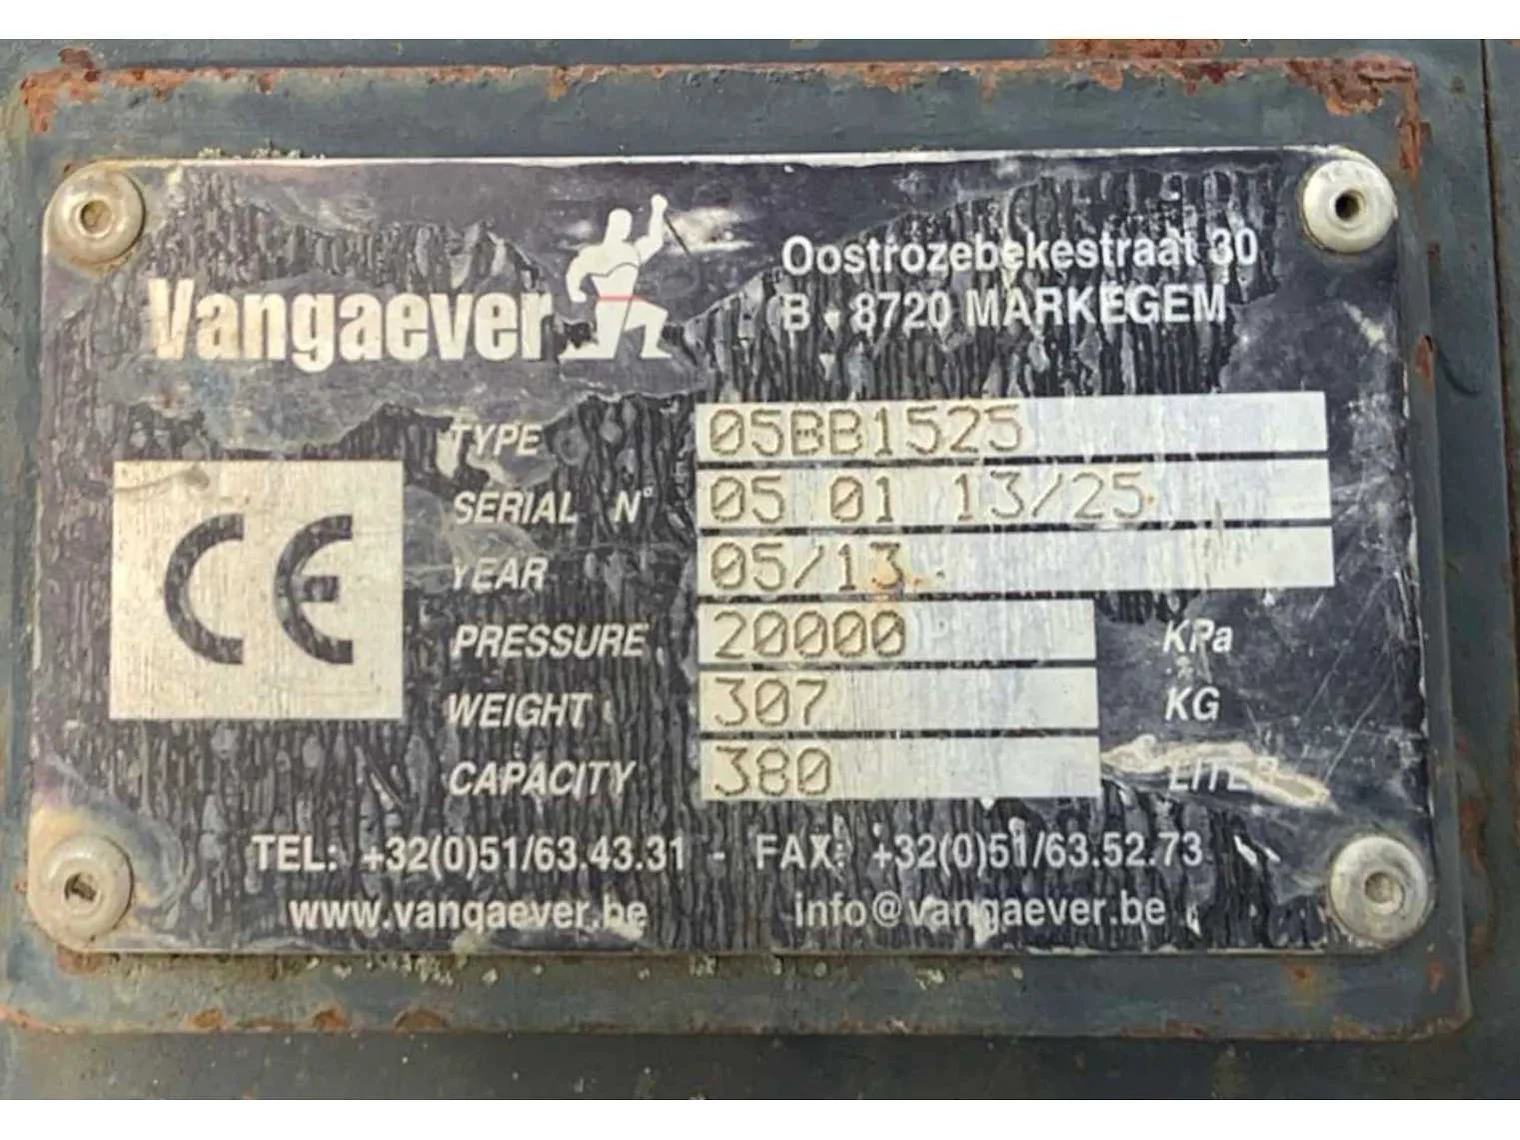 Vangaever
Oostrozebekestraat 30
B - 8720 MARKEGEM
TYPE 05BB1525
SERIAL N° 05 01 13/25
YEAR 05/13
PRESSURE 20000 KPa
WEIGHT 307 KG
CAPACITY 380 LITER
CE
TEL: +32(0)51/63.43.31 - FAX: +32(0)51/63.52.73
www.vangaever.be info@vangaever.be